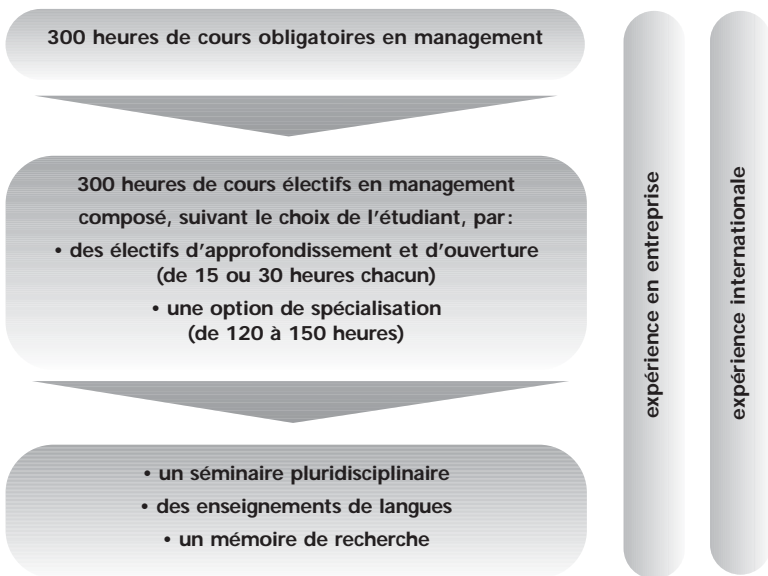 300 heures de cours obligatoires en management
300 heures de cours électifs en management
composé, suivant le choix de l'étudiant, par:
• des électifs d'approfondissement et d'ouverture
(de 15 ou 30 heures chacun)
• une option de spécialisation
(de 120 à 150 heures)
• un séminaire pluridisciplinaire
• des enseignements de langues
• un mémoire de recherche
expérience en entreprise
expérience internationale